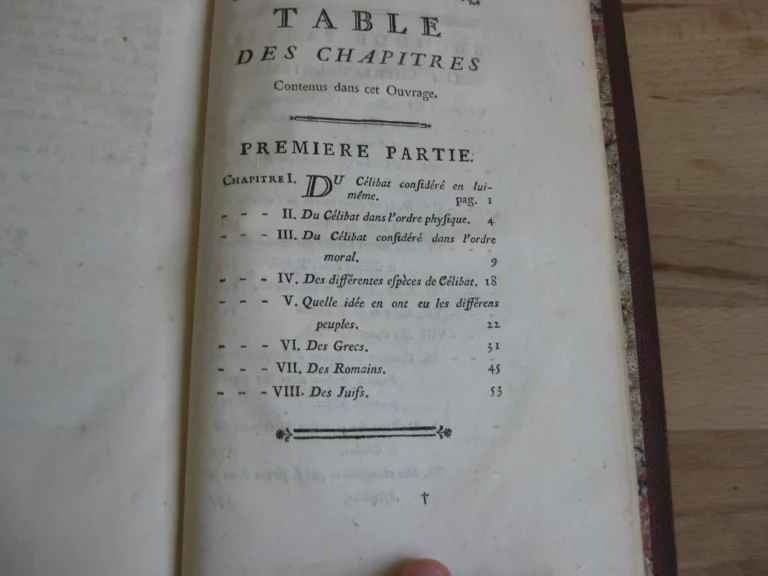 TABLE
DES CHAPITRES
Contenus dans cet Ouvrage.
PREMIERE PARTIE.
CHAPITRE I. DU Célibat conſidéré en lui-
même. pag. 1
- - - II. Du Célibat dans l'ordre phyſique. 4
- - - III. Du Célibat conſidéré dans l'ordre
moral. 9
- - - IV. Des différentes eſpèces de Célibat. 18
- - - V. Quelle idée en ont eu les différens
peuples. 22
- - - VI. Des Grecs. 31
- - - VII. Des Romains. 45
- - - VIII. Des Juifs. 53
†